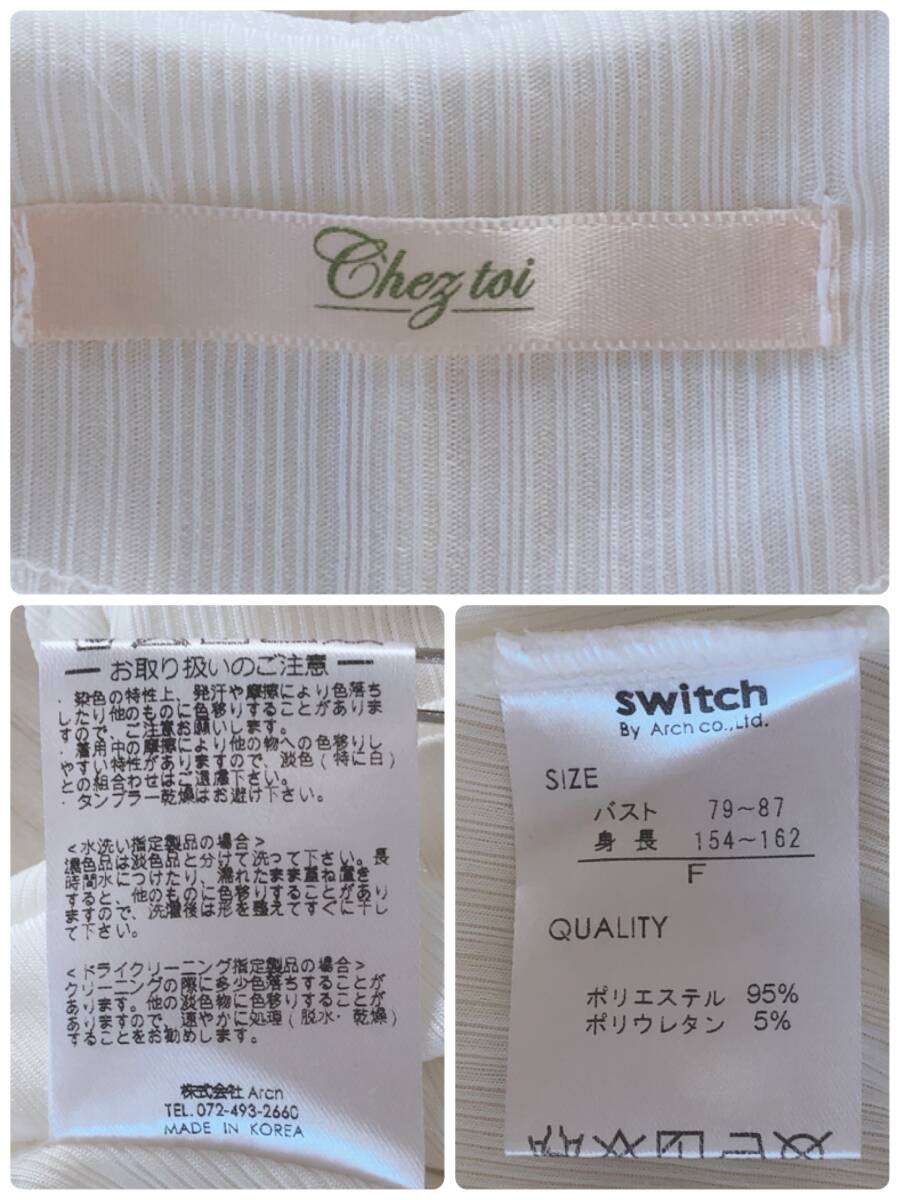 Chez toi
お取り扱いのご注意
・染色の特性上、発汗や摩擦により色落ち
したり他のものに色移りすることがありま
すので、ご注意お願いします。
・着用中の摩擦により他の物への色移りし
やすい特性がありますので、淡色(特に白)
との組合わせはご遠慮下さい。
・タンブラー乾燥はお避け下さい。
<水洗い指定製品の場合>
濃色品は淡色品と分けて洗って下さい。長
時間水につけたり、濡れたまま重ね置き
すると、他のものに色移りすることがあり
ますので、洗濯後は形を整えてすぐに干し
て下さい。
<ドライクリーニング指定製品の場合>
クリーニングの際に多少色落ちすることが
あります。他の淡色物に色移りすることが
ありますので、速やかに処理(脱水・乾燥)
することをお勧めします。
株式会社 Arch
TEL.072-493-2660
MADE IN KOREA
switch
By Arch co.,Ltd.
SIZE
バスト 79~87
身長 154~162
F
QUALITY
ポリエステル 95%
ポリウレタン 5%